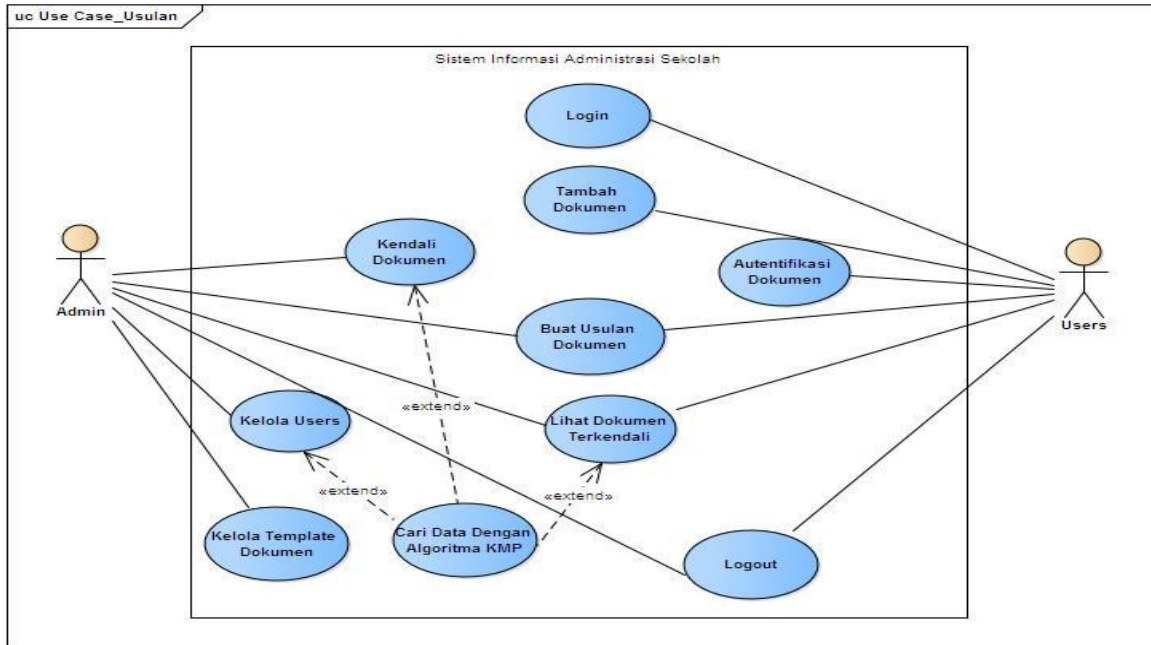 uc Use Case_Usulan
Sistem Informasi Administrasi Sekolah
Login
Tambah
Dokumen
Kendali
Dokumen
Autentifikasi
Dokumen
Admin
Users
Buat Usulan
Dokumen
«extend»
Kelola Users
Lihat Dokumen
Terkendali
«extend»
«extend»
Kelola Template
Dokumen
Cari Data Dengan
Algoritma KMP
Logout